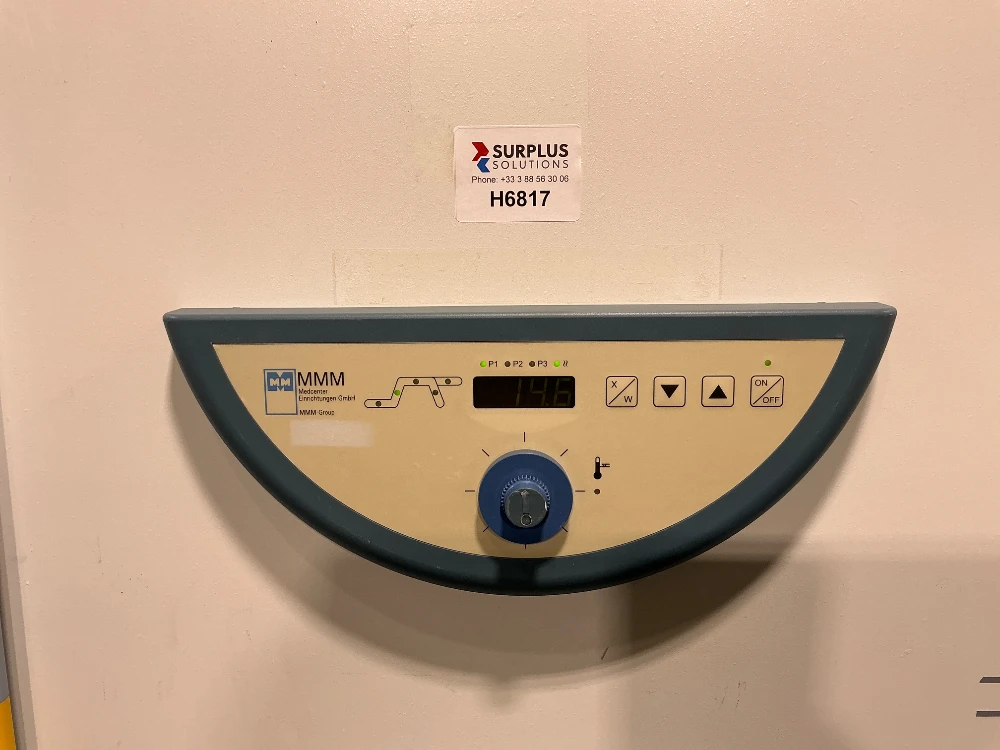 SURPLUS
SOLUTIONS
Phone: +33 3 88 56 30 06
H6817
P1 P2 P3
MM MMM
Medcenter
Einrichtungen GmbH
MMM-Group
14.6
X/W
ON/OFF